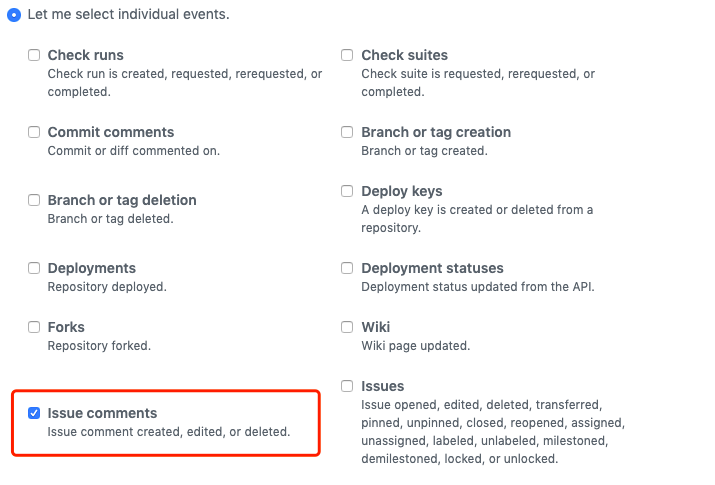 Let me select individual events.
Check runs
Check run is created, requested, rerequested, or
completed.
Check suites
Check suite is requested, rerequested, or
completed.
Commit comments
Commit or diff commented on.
Branch or tag creation
Branch or tag created.
Branch or tag deletion
Branch or tag deleted.
Deploy keys
A deploy key is created or deleted from a
repository.
Deployments
Repository deployed.
Deployment statuses
Deployment status updated from the API.
Forks
Repository forked.
Wiki
Wiki page updated.
Issue comments
Issue comment created, edited, or deleted.
Issues
Issue opened, edited, deleted, transferred,
pinned, unpinned, closed, reopened, assigned,
unassigned, labeled, unlabeled, milestoned,
demilestoned, locked, or unlocked.